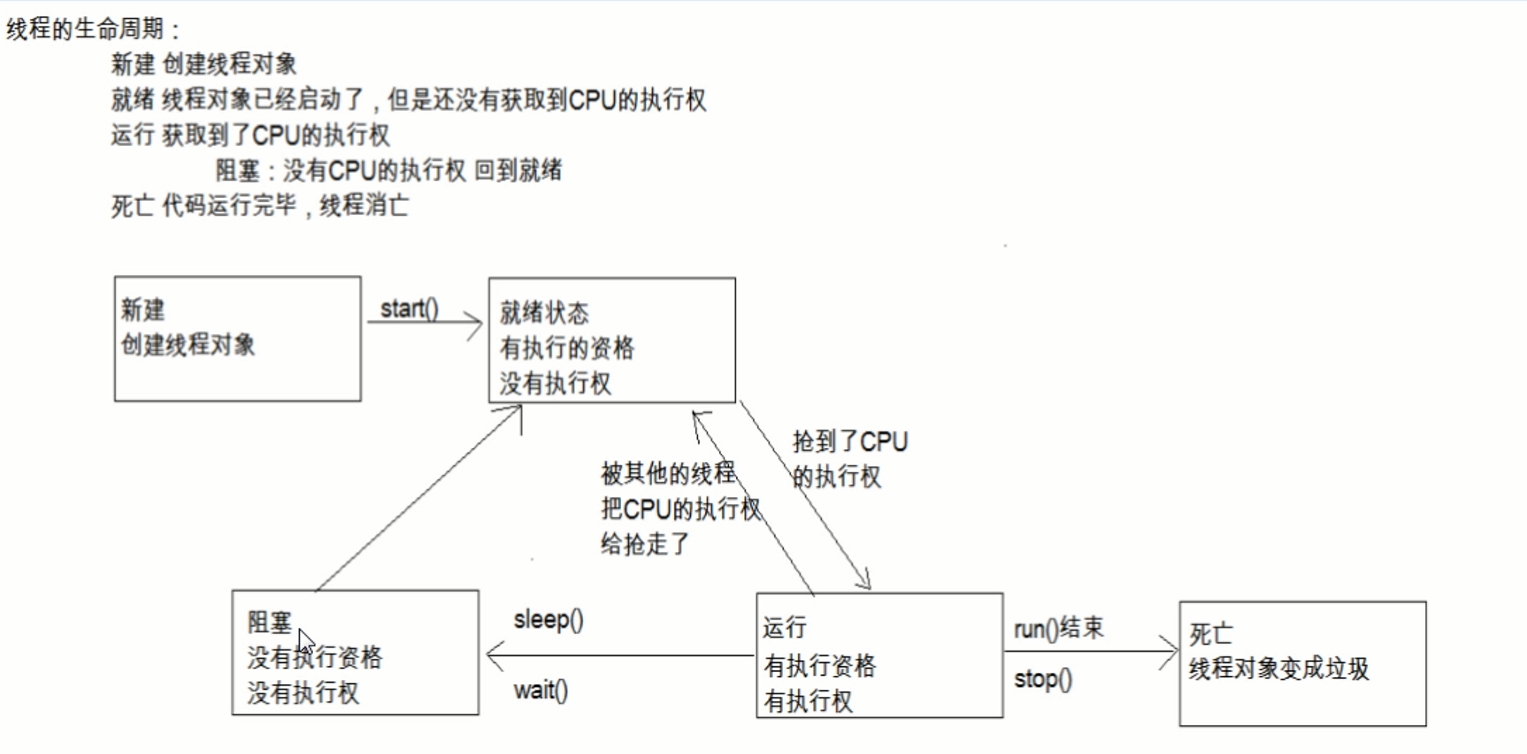 线程的生命周期：
新建 创建线程对象
就绪 线程对象已经启动了，但是还没有获取到CPU的执行权
运行 获取到了CPU的执行权
阻塞：没有CPU的执行权 回到就绪
死亡 代码运行完毕，线程消亡
新建
创建线程对象
start()
就绪状态
有执行的资格
没有执行权
抢到了CPU
的执行权
被其他的线程
把CPU的执行权
给抢走了
阻塞
没有执行资格
没有执行权
sleep()
wait()
运行
有执行资格
有执行权
run()结束
stop()
死亡
线程对象变成垃圾